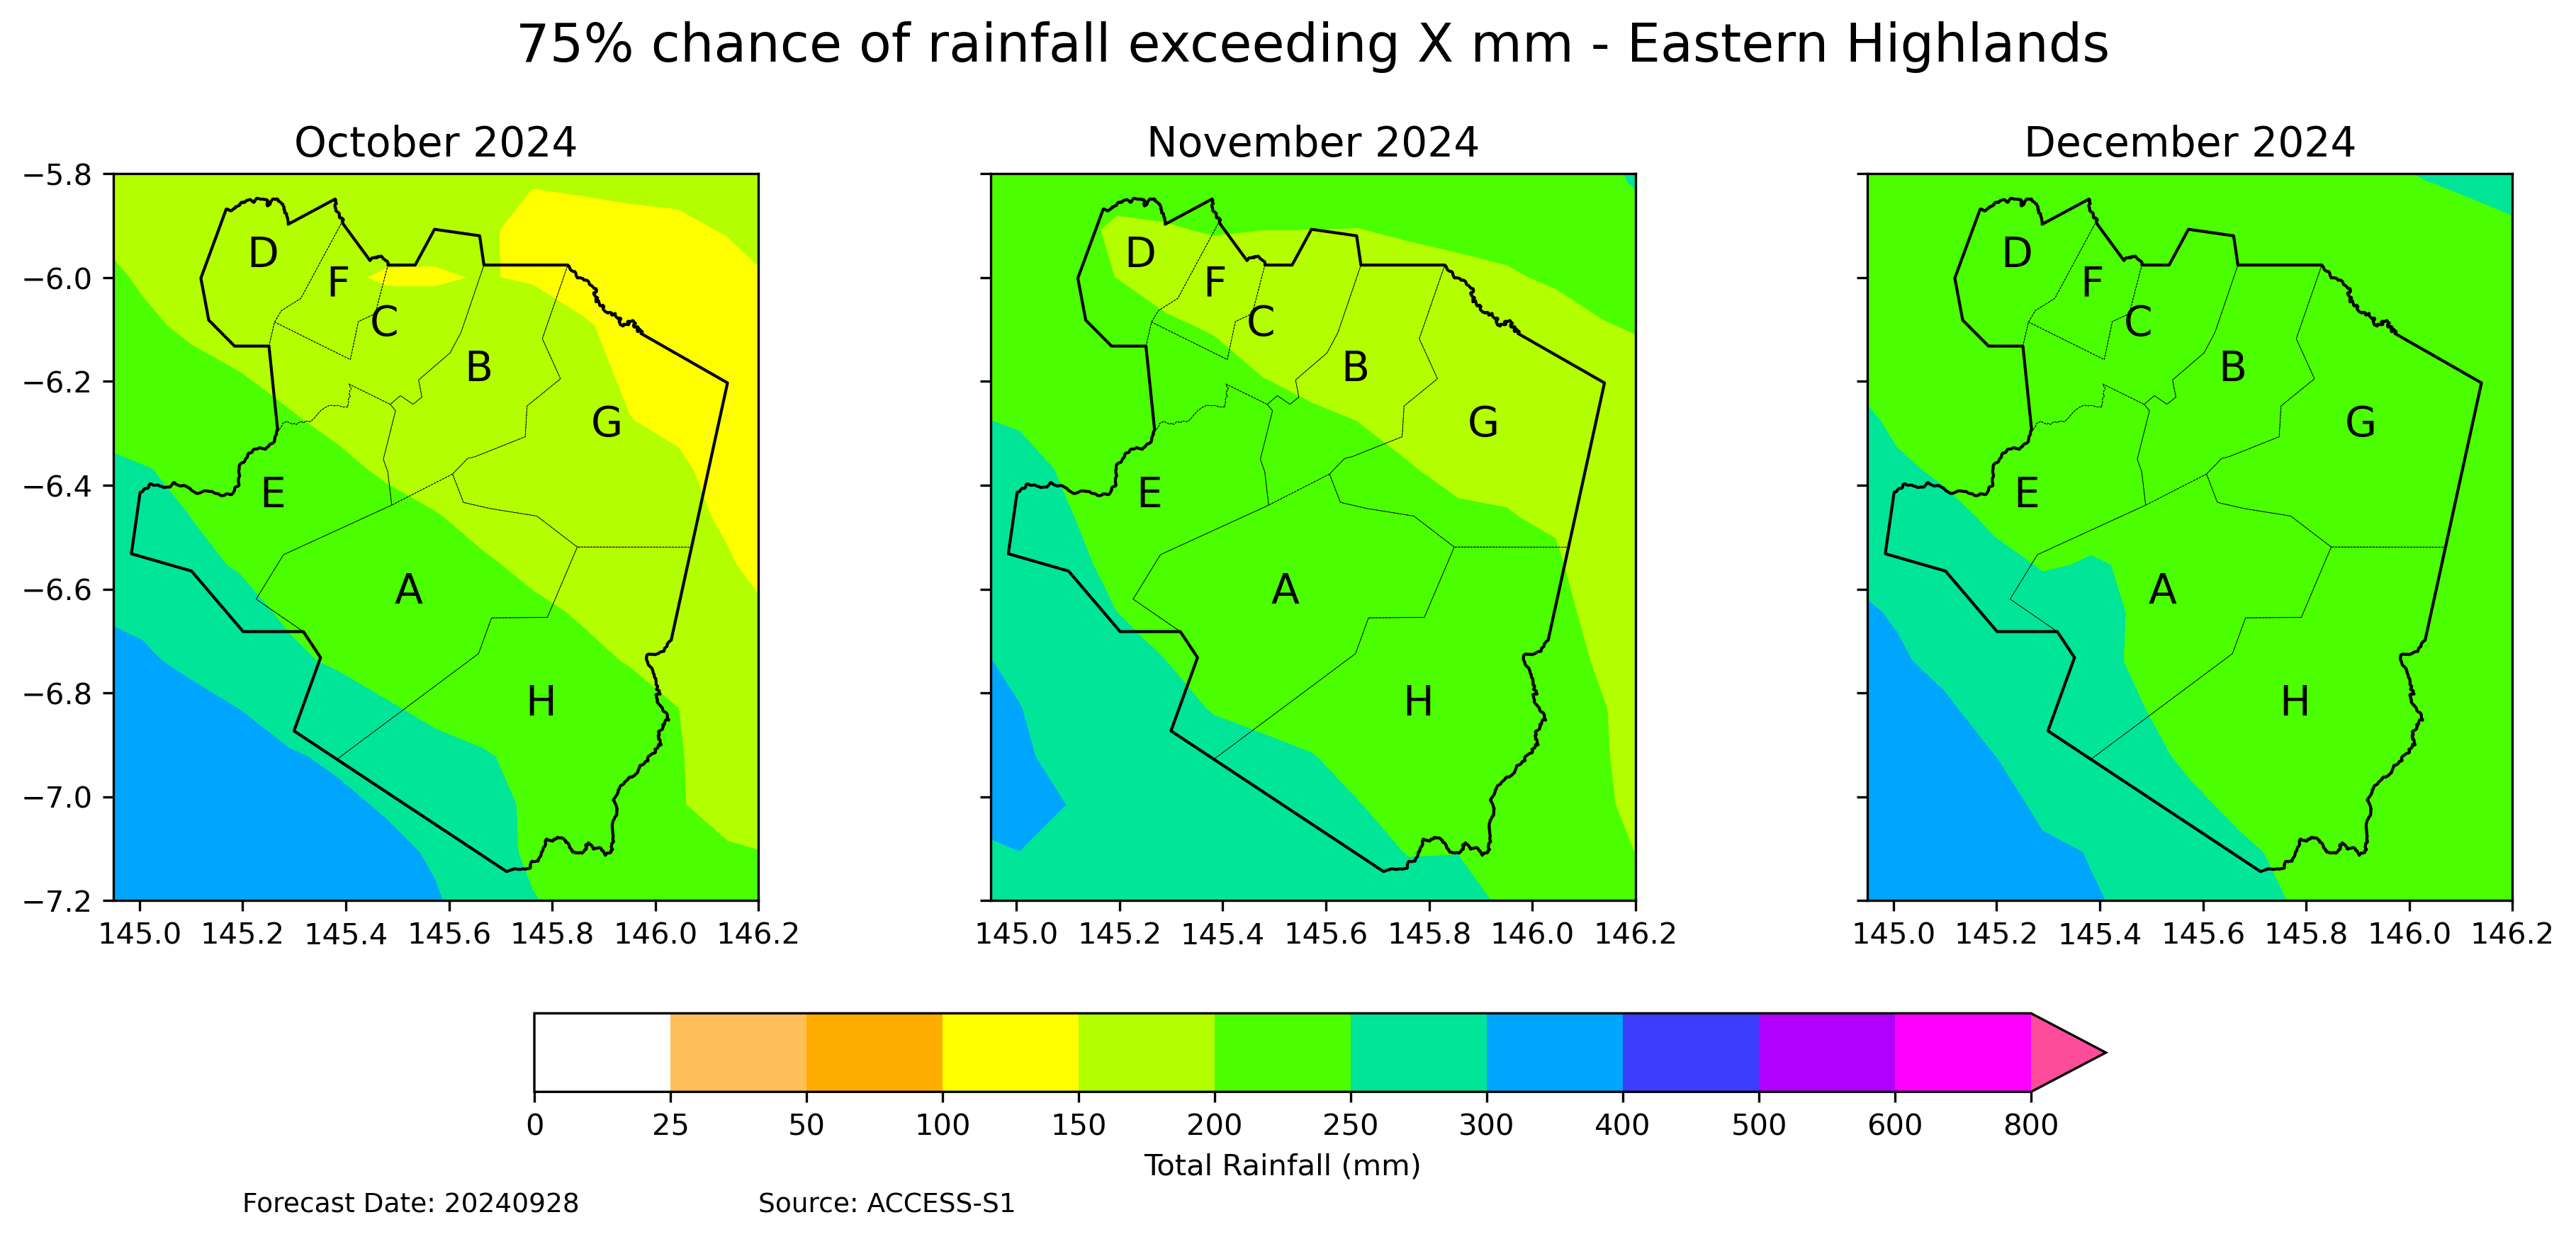 75% chance of rainfall exceeding X mm - Eastern Highlands
October 2024
November 2024
December 2024
−5.8
−6.0
−6.2
−6.4
−6.6
−6.8
−7.0
−7.2
D
F
C
B
G
E
A
H
145.0 145.2 145.4 145.6 145.8 146.0 146.2
D
F
C
B
G
E
A
H
145.0 145.2 145.4 145.6 145.8 146.0 146.2
D
F
C
B
G
E
A
H
145.0 145.2 145.4 145.6 145.8 146.0 146.2
0 25 50 100 150 200 250 300 400 500 600 800
Total Rainfall (mm)
Forecast Date: 20240928 Source: ACCESS-S1